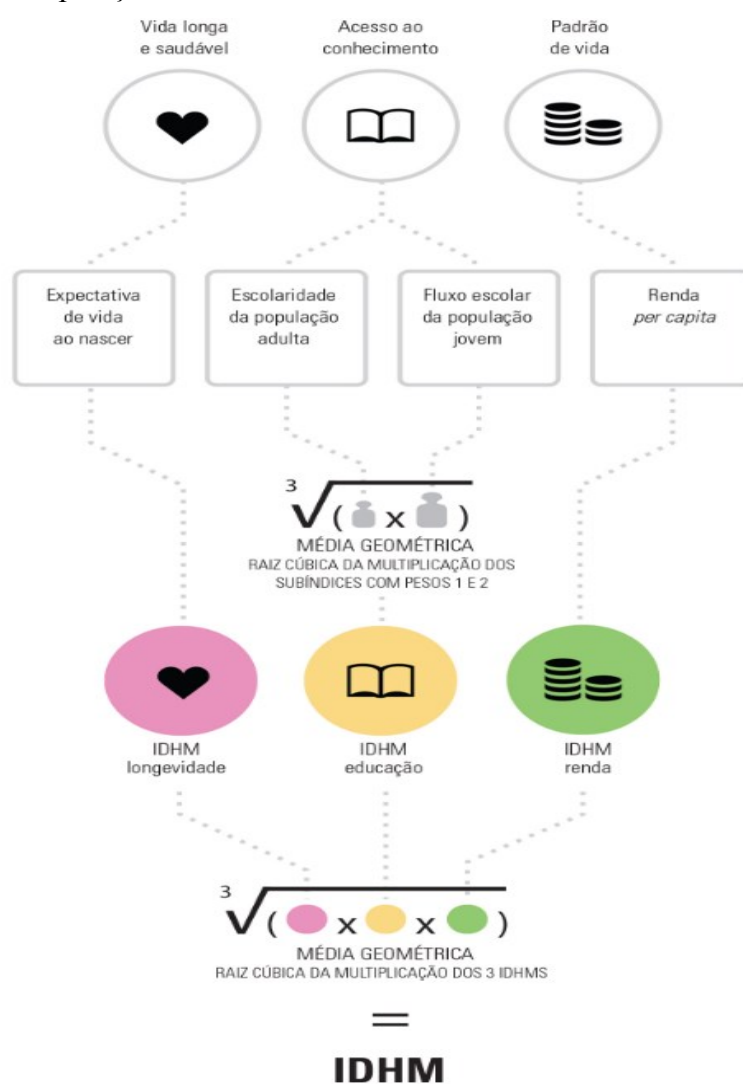 Vida longa
e saudável
Acesso ao
conhecimento
Padrão
de vida
Expectativa
de vida
ao nascer
Escolaridade
da população
adulta
Fluxo escolar
da população
jovem
Renda
per capita
3
√( x )
MÉDIA GEOMÉTRICA
RAIZ CÚBICA DA MULTIPLICAÇÃO DOS
SUBÍNDICES COM PESOS 1 E 2
IDHM
longevidade
IDHM
educação
IDHM
renda
3
√( x x )
MÉDIA GEOMÉTRICA
RAIZ CÚBICA DA MULTIPLICAÇÃO DOS 3 IDHMS
=
IDHM